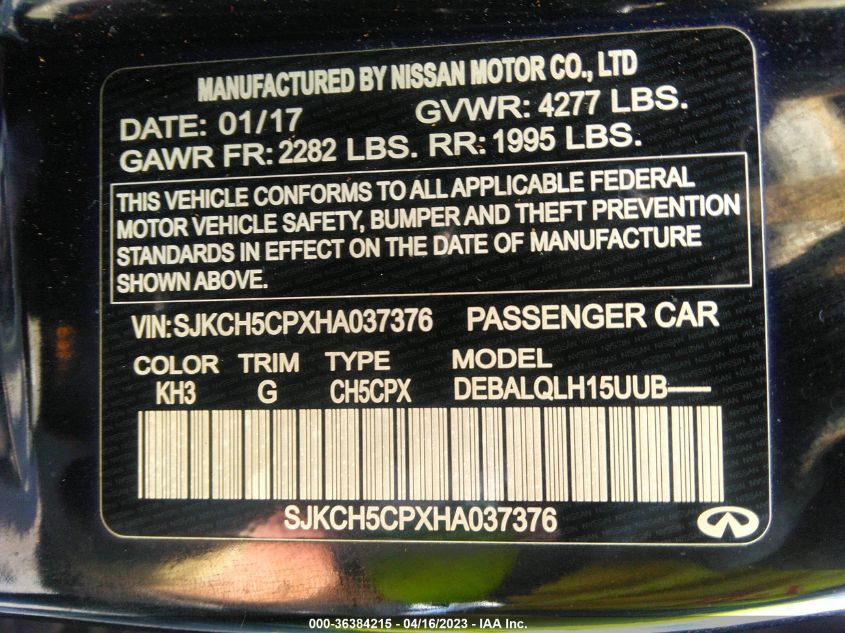 MANUFACTURED BY NISSAN MOTOR CO., LTD
DATE: 01/17 GVWR: 4277 LBS.
GAWR FR: 2282 LBS. RR: 1995 LBS.
THIS VEHICLE CONFORMS TO ALL APPLICABLE FEDERAL
MOTOR VEHICLE SAFETY, BUMPER AND THEFT PREVENTION
STANDARDS IN EFFECT ON THE DATE OF MANUFACTURE
SHOWN ABOVE.
VIN: SJKCH5CPXHA037376 PASSENGER CAR
COLOR TRIM TYPE MODEL
KH3 G CH5CPX DEBALQLH15UUB——
SJKCH5CPXHA037376
000-36384215 - 04/16/2023 - IAA Inc.